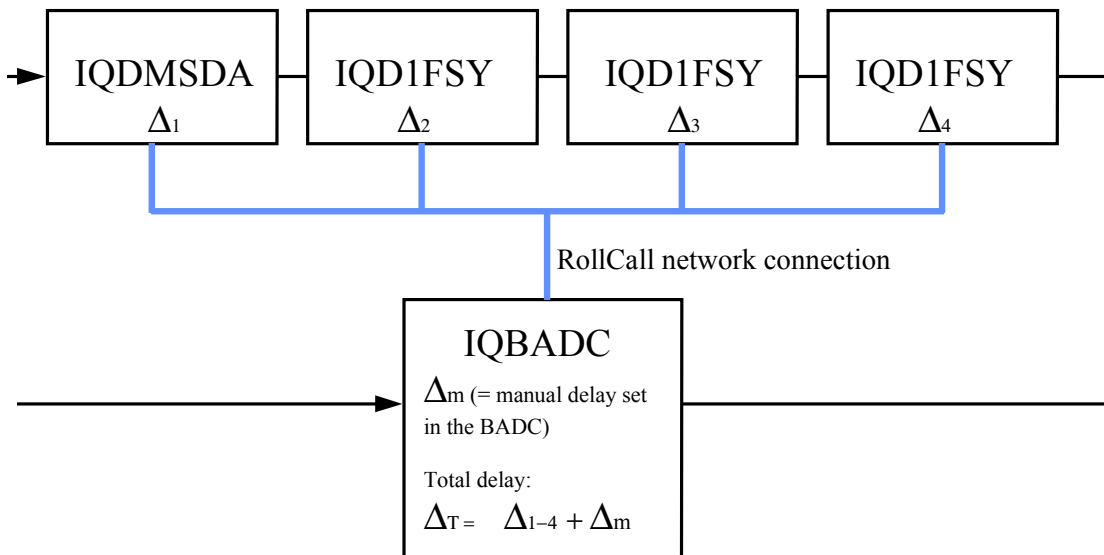 IQDMSDA
Δ1
IQD1FSY
Δ2
IQD1FSY
Δ3
IQD1FSY
Δ4
RollCall network connection
IQBADC
Δm (= manual delay set
in the BADC)
Total delay:
ΔT = Δ1−4 + Δm